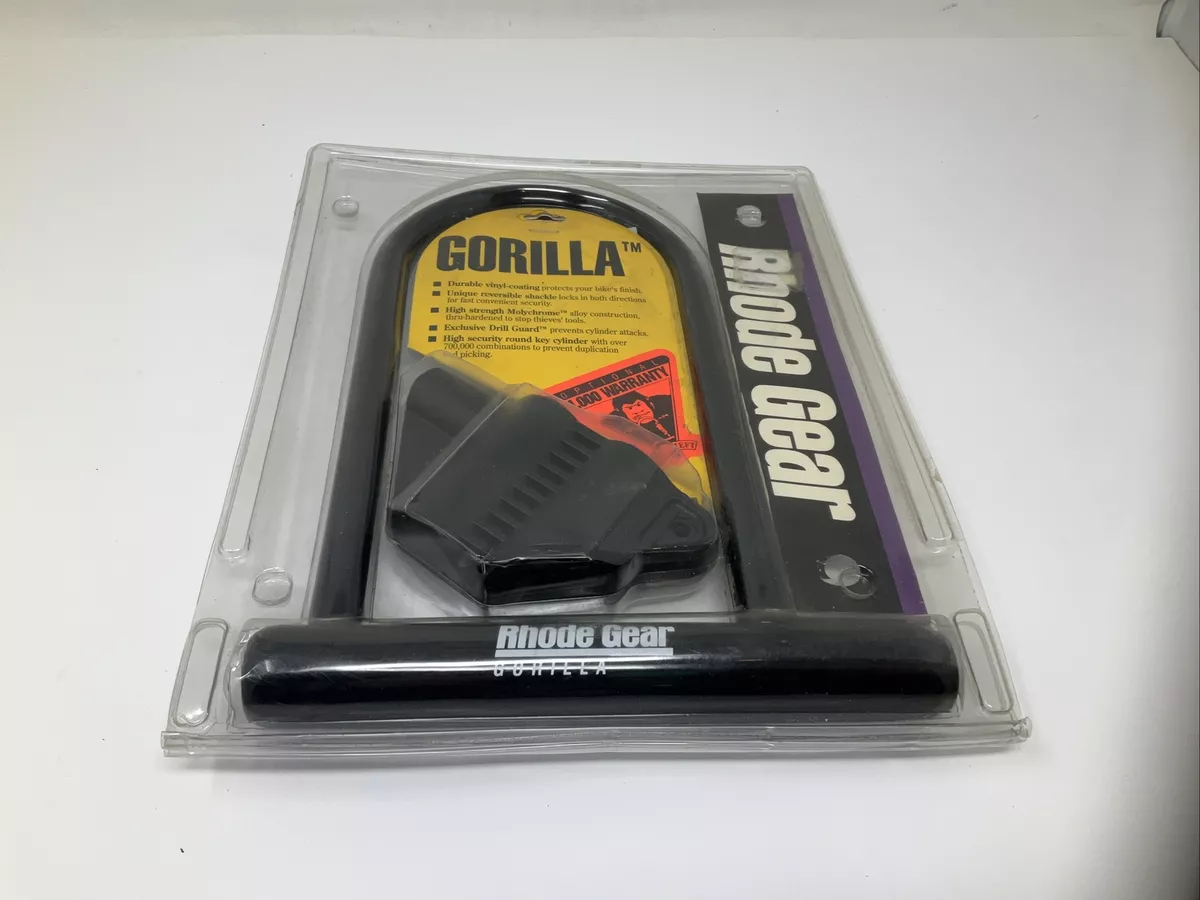 GORILLA™
Durable vinyl-coating protects your bike's finish.
Unique reversible shackle locks in both directions
for fast convenient security.
High strength Molychrome™ alloy construction,
thru-hardened to stop thieves' tools.
Exclusive Drill Guard™ prevents cylinder attacks.
High security round key cylinder with over
700,000 combinations to prevent duplication
picking.
OPTIONAL
,000 WARRANTY
Rhode Gear
Rhode Gear
GORILLA